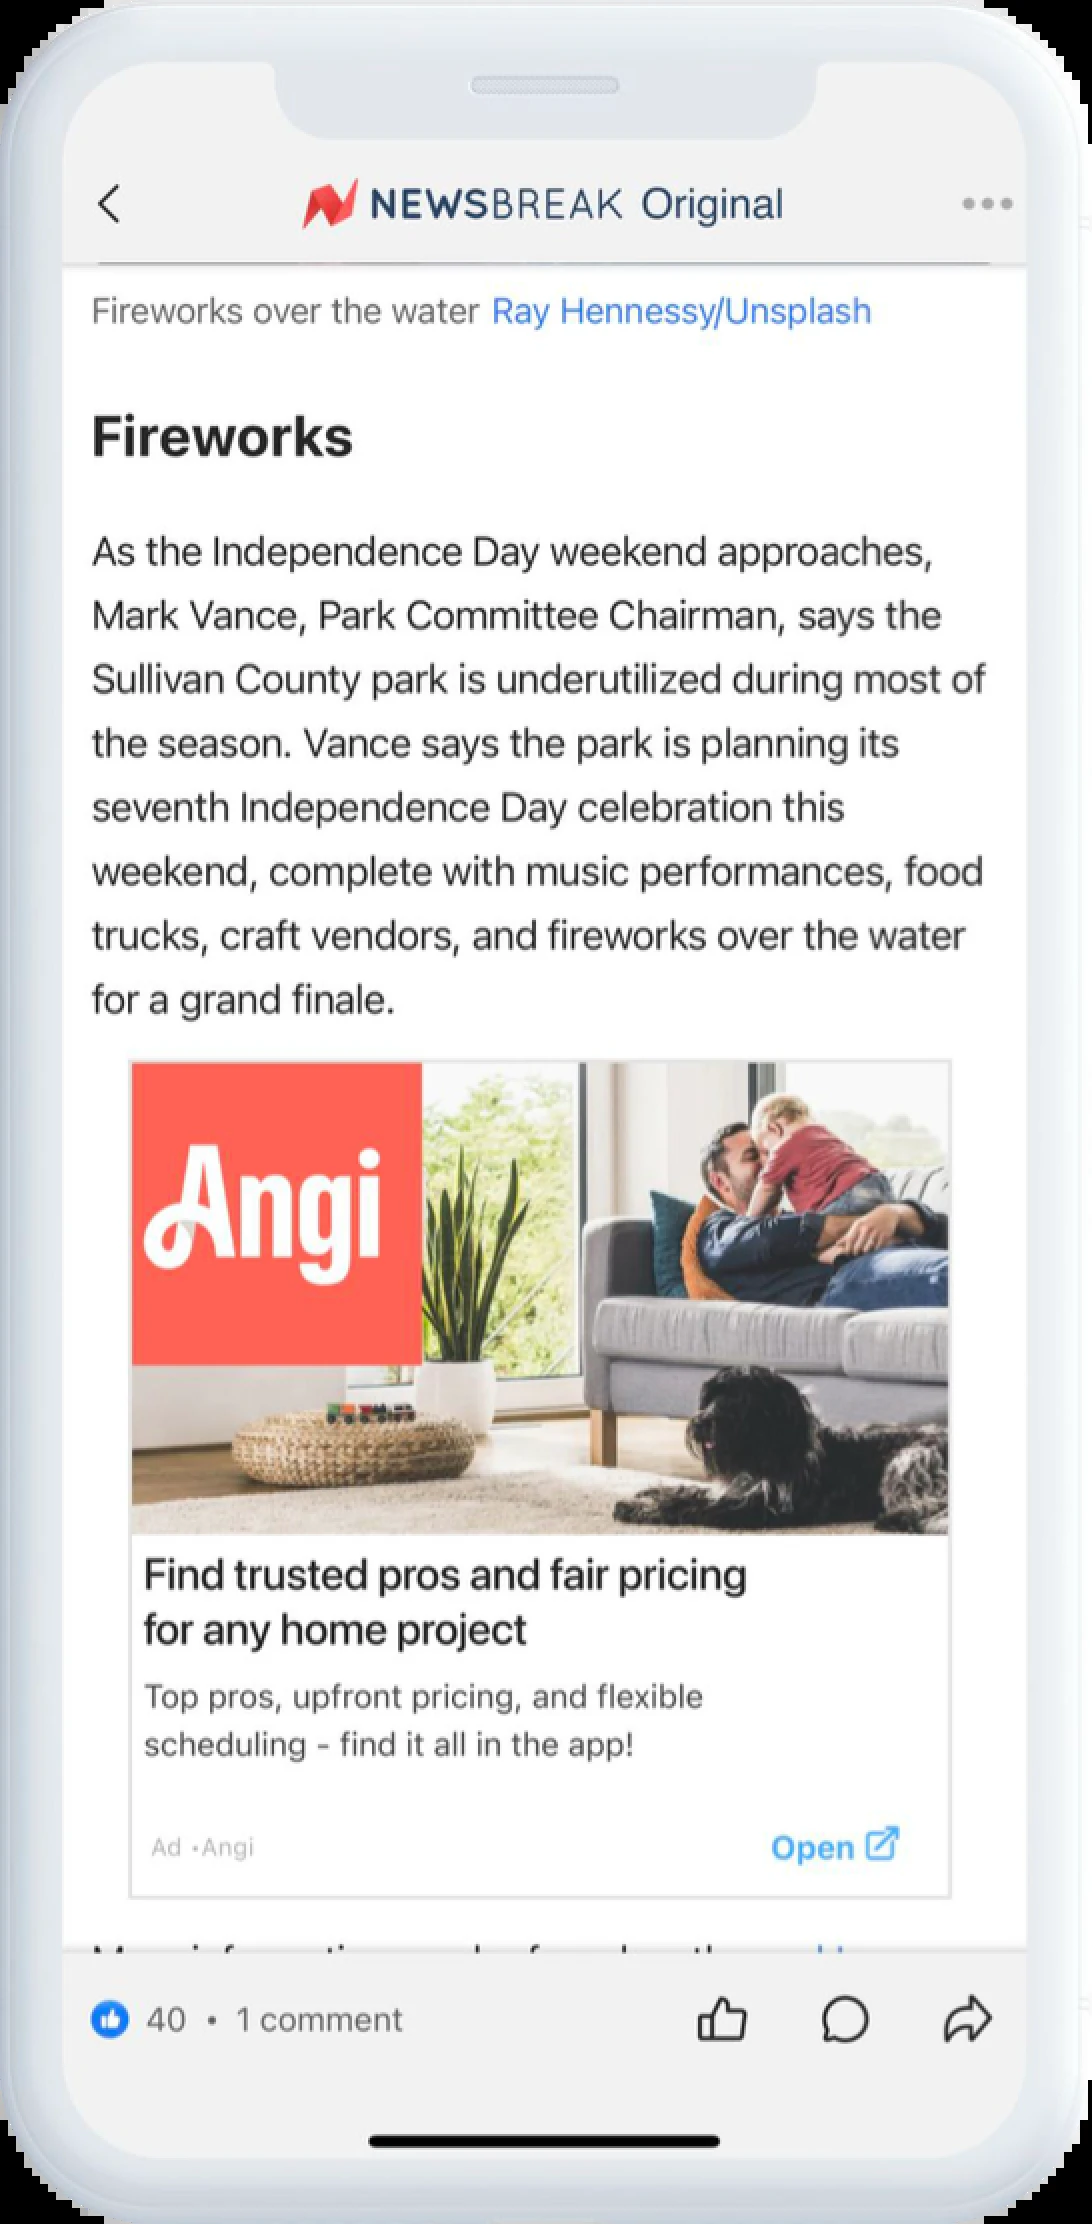 NEWSBREAK Original
Fireworks over the water Ray Hennessy/Unsplash
Fireworks
As the Independence Day weekend approaches,
Mark Vance, Park Committee Chairman, says the
Sullivan County park is underutilized during most of
the season. Vance says the park is planning its
seventh Independence Day celebration this
weekend, complete with music performances, food
trucks, craft vendors, and fireworks over the water
for a grand finale.
Angi
Find trusted pros and fair pricing
for any home project
Top pros, upfront pricing, and flexible
scheduling - find it all in the app!
Ad •Angi
Open
40 • 1 comment